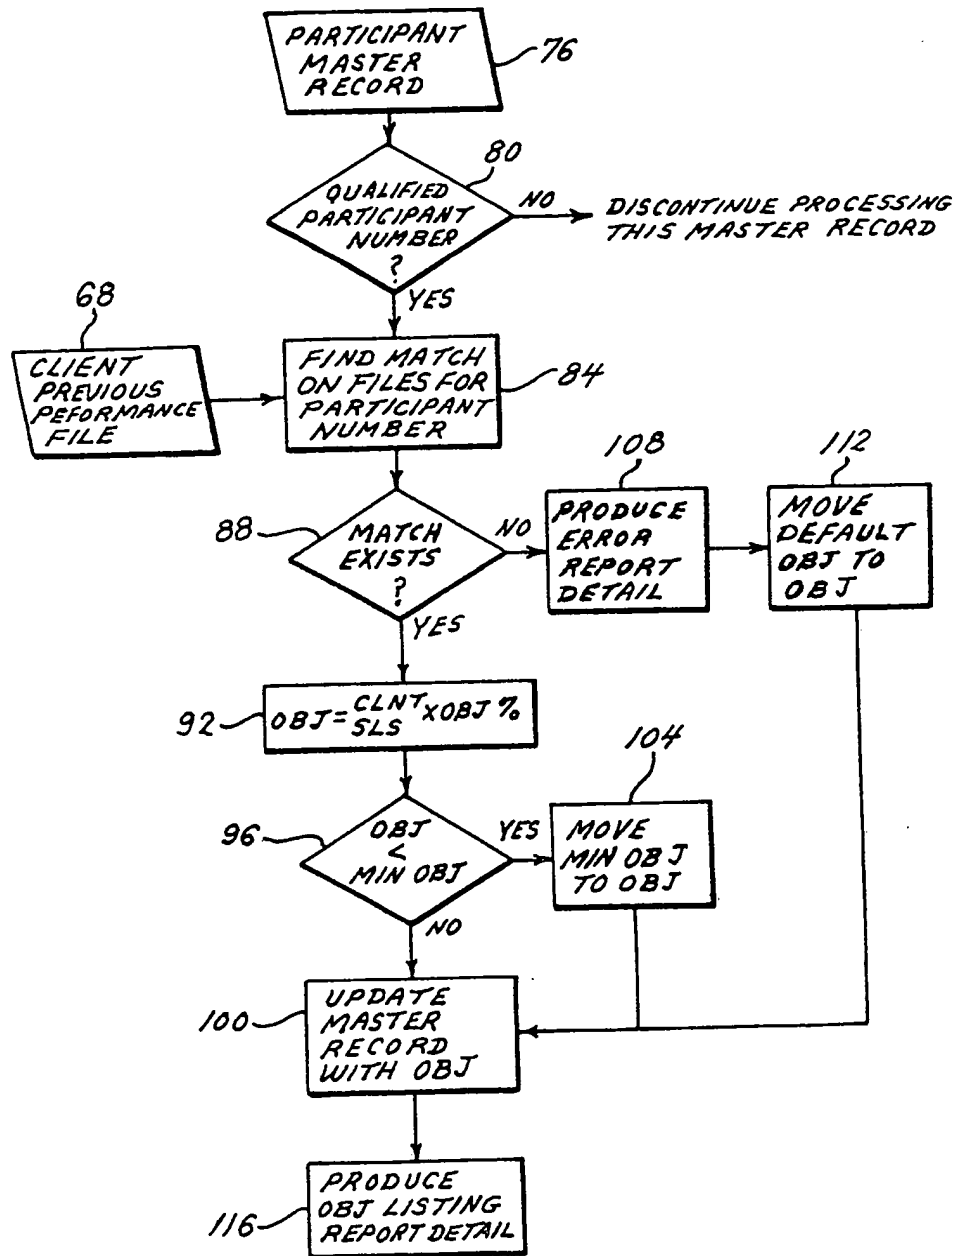 PARTICIPANT
MASTER
RECORD
76
80
QUALIFIED
PARTICIPANT
NUMBER
?
NO
DISCONTINUE PROCESSING
THIS MASTER RECORD
YES
68
CLIENT
PREVIOUS
PEFORMANCE
FILE
FIND MATCH
ON FILES FOR
PARTICIPANT
NUMBER
84
88
MATCH
EXISTS
?
NO
108
PRODUCE
ERROR
REPORT
DETAIL
112
MOVE
DEFAULT
OBJ TO
OBJ
YES
92
OBJ = CLNT SLS X OBJ %
96
OBJ
<
MIN OBJ
YES
104
MOVE
MIN OBJ
TO OBJ
NO
100
UPDATE
MASTER
RECORD
WITH OBJ
116
PRODUCE
OBJ LISTING
REPORT DETAIL